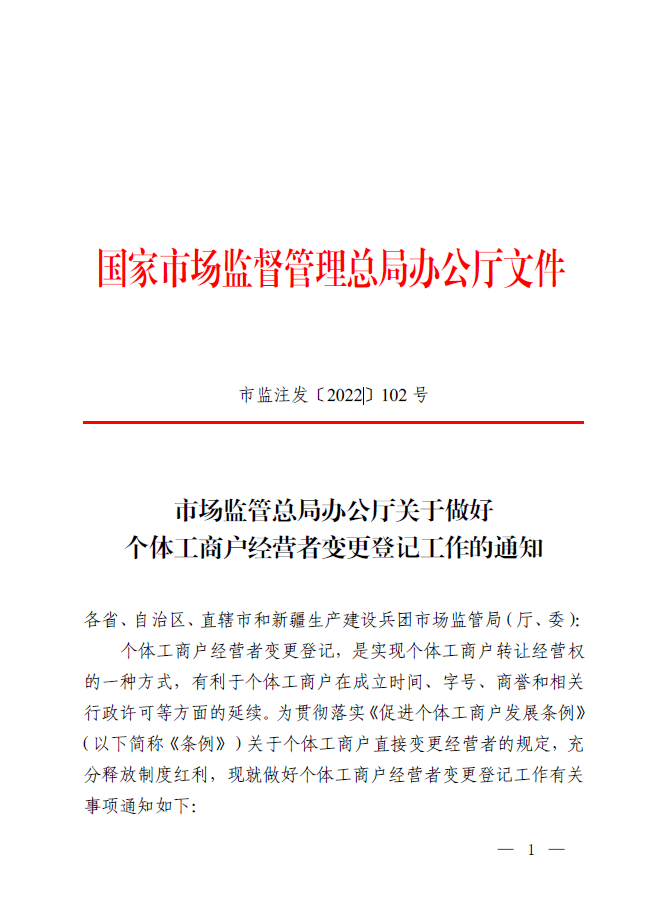 国家市场监督管理总局办公厅文件
市监注发〔2022〕102 号
市场监管总局办公厅关于做好
个体工商户经营者变更登记工作的通知
各省、自治区、直辖市和新疆生产建设兵团市场监管局（厅、委）：
个体工商户经营者变更登记，是实现个体工商户转让经营权
的一种方式，有利于个体工商户在成立时间、字号、商誉和相关
行政许可等方面的延续。为贯彻落实《促进个体工商户发展条例》
（以下简称《条例》）关于个体工商户直接变更经营者的规定，充
分释放制度红利，现就做好个体工商户经营者变更登记工作有关
事项通知如下：
— 1 —